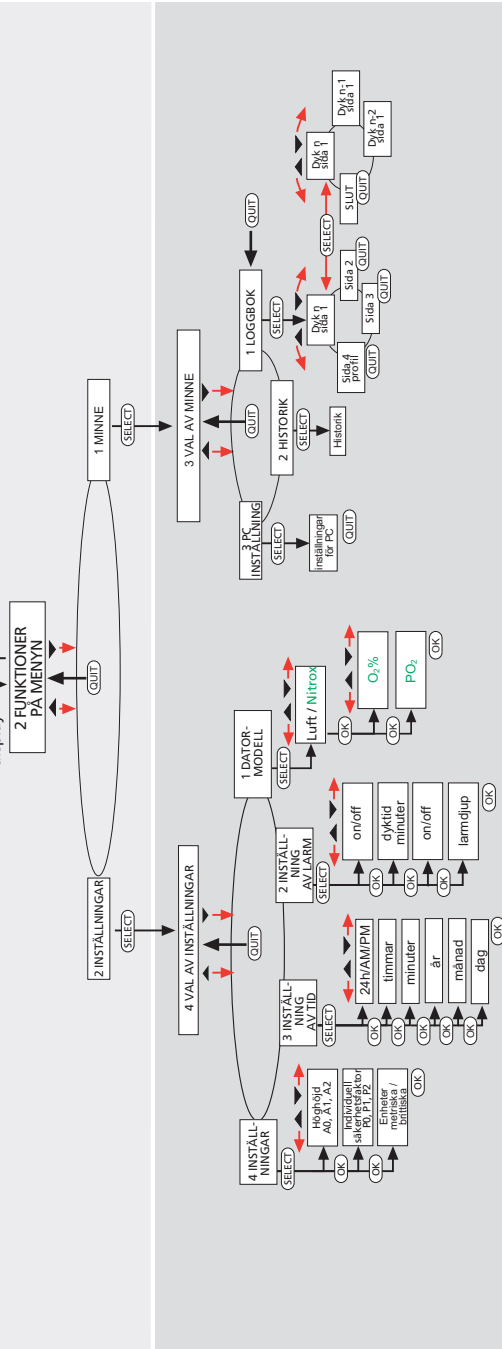 2 FUNKTIONER
PÅ MENYN
QUIT
2 INSTÄLLNINGAR
SELECT
1 MINNE
SELECT
4 VAL AV INSTÄLLNINGAR
QUIT
4 INSTÄLL-
NINGAR
SELECT
Höghöjd
A0, A1, A2
OK
Individuell
säkerhetsfaktor
P0, P1, P2
OK
Enheter
metriska /
brittiska
OK
3 INSTÄLL-
NING
AV TID
SELECT
24h/AM/PM
OK
timmar
OK
minuter
OK
år
OK
månad
OK
dag
OK
2 INSTÄLL-
NING
AV LARM
SELECT
on/off
OK
dyktid
minuter
OK
on/off
OK
larmdjup
OK
1 DATOR-
MODELL
SELECT
Luft / Nitrox
OK
O2%
OK
PO2
OK
3 VAL AV MINNE
QUIT
3 PC
INSTÄLLNING
SELECT
inställningar
för PC
QUIT
2 HISTORIK
SELECT
Historik
1 LOGGBOK
QUIT
SELECT
Dyk n
sida 1
Sida 2
QUIT
Sida 3
QUIT
Sida 4
profil
QUIT
SELECT
Dyk n
sida 1
Dyk n-1
sida 1
Dyk n-2
sida 1
SLUT
QUIT